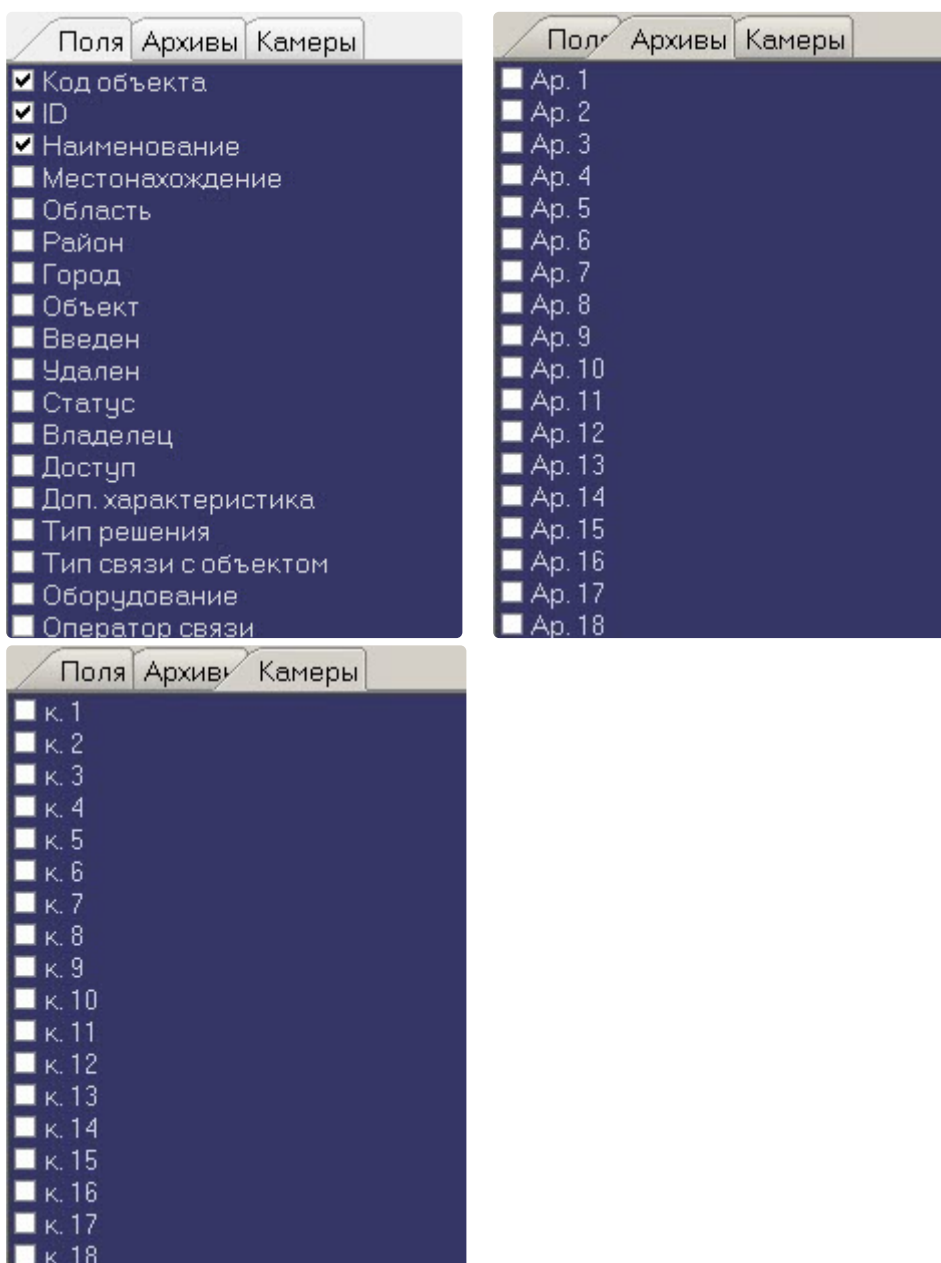 Поля Архивы Камеры
Код объекта
ID
Наименование
Местонахождение
Область
Район
Город
Объект
Введен
Удален
Статус
Владелец
Доступ
Доп. характеристика
Тип решения
Тип связи с объектом
Оборудование
Оператор связи
Поля Архивы Камеры
Ар. 1
Ар. 2
Ар. 3
Ар. 4
Ар. 5
Ар. 6
Ар. 7
Ар. 8
Ар. 9
Ар. 10
Ар. 11
Ар. 12
Ар. 13
Ар. 14
Ар. 15
Ар. 16
Ар. 17
Ар. 18
Поля Архивы Камеры
к. 1
к. 2
к. 3
к. 4
к. 5
к. 6
к. 7
к. 8
к. 9
к. 10
к. 11
к. 12
к. 13
к. 14
к. 15
к. 16
к. 17
к. 18